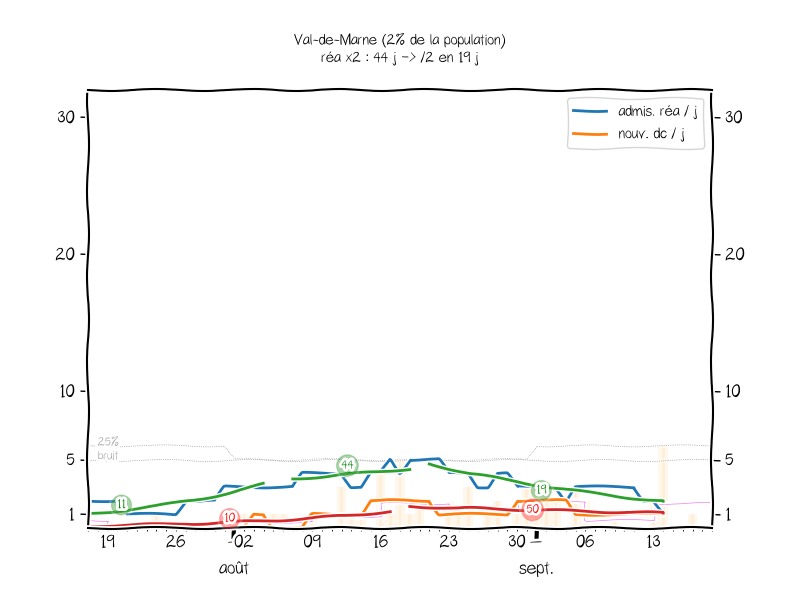 Val-de-Marne (2% de la population)
réa x2 : 44 j -> /2 en 19 j
admis. réa / j
nouv. dc / j
30
30
20
20
10
10
25%
bruit
5
5
44
19
11
10
50
1
1
19 26 02 09 16 23 30 06 13
août sept.